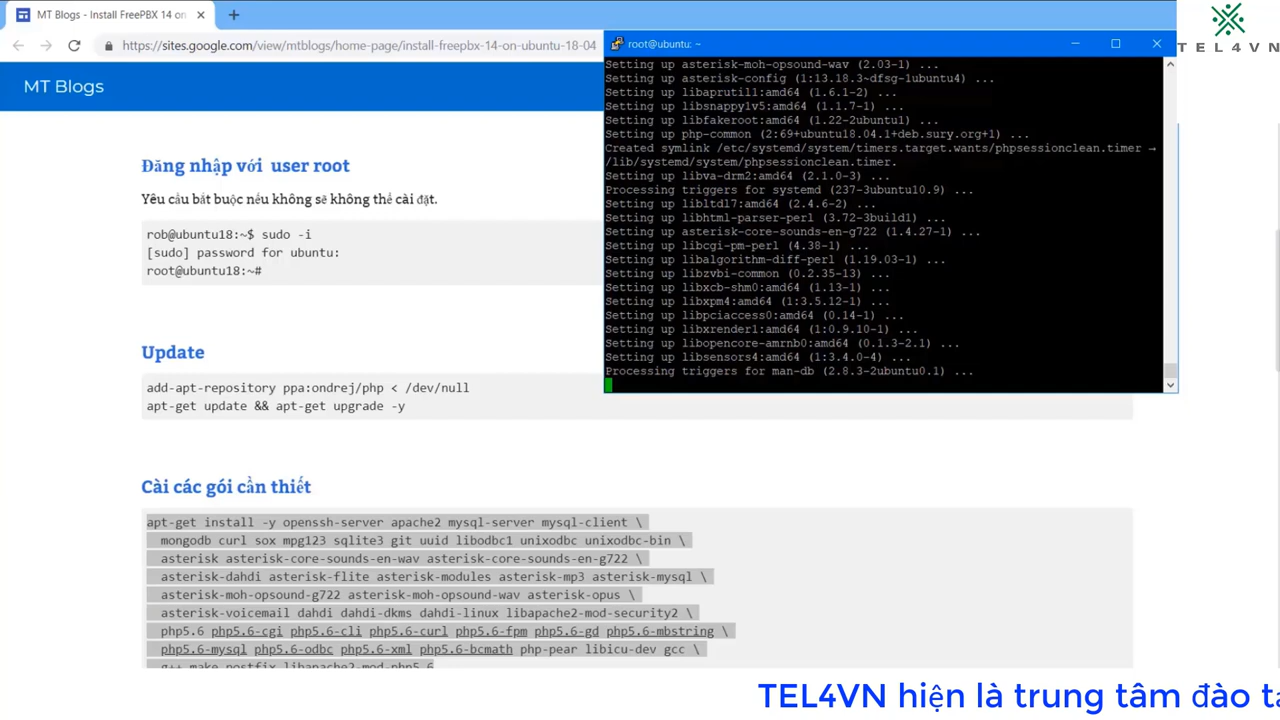 MT Blogs - Install FreePBX 14 on
https://sites.google.com/view/mtblogs/home-page/install-freepbx-14-on-ubuntu-18-04
MT Blogs
Đăng nhập với user root
Yêu cầu bắt buộc nếu không sẽ không thể cài đặt.
rob@ubuntu18:~$ sudo -i
[sudo] password for ubuntu:
root@ubuntu18:~#
Update
add-apt-repository ppa:ondrej/php < /dev/null
apt-get update && apt-get upgrade -y
Cài các gói cần thiết
apt-get install -y openssh-server apache2 mysql-server mysql-client \
mongodb curl sox mpg123 sqlite3 git uuid libodbc1 unixodbc unixodbc-bin \
asterisk asterisk-core-sounds-en-wav asterisk-core-sounds-en-g722 \
asterisk-dahdi asterisk-flite asterisk-modules asterisk-mp3 asterisk-mysql \
asterisk-moh-opsound-g722 asterisk-moh-opsound-wav asterisk-opus \
asterisk-voicemail dahdi dahdi-dkms dahdi-linux libapache2-mod-security2 \
php5.6 php5.6-cgi php5.6-cli php5.6-curl php5.6-fpm php5.6-gd php5.6-mbstring \
php5.6-mysql php5.6-odbc php5.6-xml php5.6-bcmath php-pear libicu-dev gcc \
g++ make postfix libapache2-mod-php5.6
root@ubuntu: ~
Setting up asterisk-moh-opsound-wav (2.03-1) ...
Setting up asterisk-config (1:13.18.3~dfsg-1ubuntu4) ...
Setting up libaprutil1:amd64 (1.6.1-2) ...
Setting up libsnappy1v5:amd64 (1.1.7-1) ...
Setting up libfakeroot:amd64 (1.22-2ubuntu1) ...
Setting up php-common (2:69+ubuntu18.04.1+deb.sury.org+1) ...
Created symlink /etc/systemd/system/timers.target.wants/phpsessionclean.timer →
/lib/systemd/system/phpsessionclean.timer.
Setting up libva-drm2:amd64 (2.1.0-3) ...
Processing triggers for systemd (237-3ubuntu10.9) ...
Setting up libltdl7:amd64 (2.4.6-2) ...
Setting up libhtml-parser-perl (3.72-3build1) ...
Setting up asterisk-core-sounds-en-g722 (1.4.27-1) ...
Setting up libcgi-pm-perl (4.38-1) ...
Setting up libalgorithm-diff-perl (1.19.03-1) ...
Setting up libzvbi-common (0.2.35-13) ...
Setting up libxcb-shm0:amd64 (1.13-1) ...
Setting up libxpm4:amd64 (1:3.5.12-1) ...
Setting up libpciaccess0:amd64 (0.14-1) ...
Setting up libxrender1:amd64 (1:0.9.10-1) ...
Setting up libopencore-amrnb0:amd64 (0.1.3-2.1) ...
Setting up libsensors4:amd64 (1:3.4.0-4) ...
Processing triggers for man-db (2.8.3-2ubuntu0.1) ...
TEL4VN
TEL4VN hiện là trung tâm đào tạ